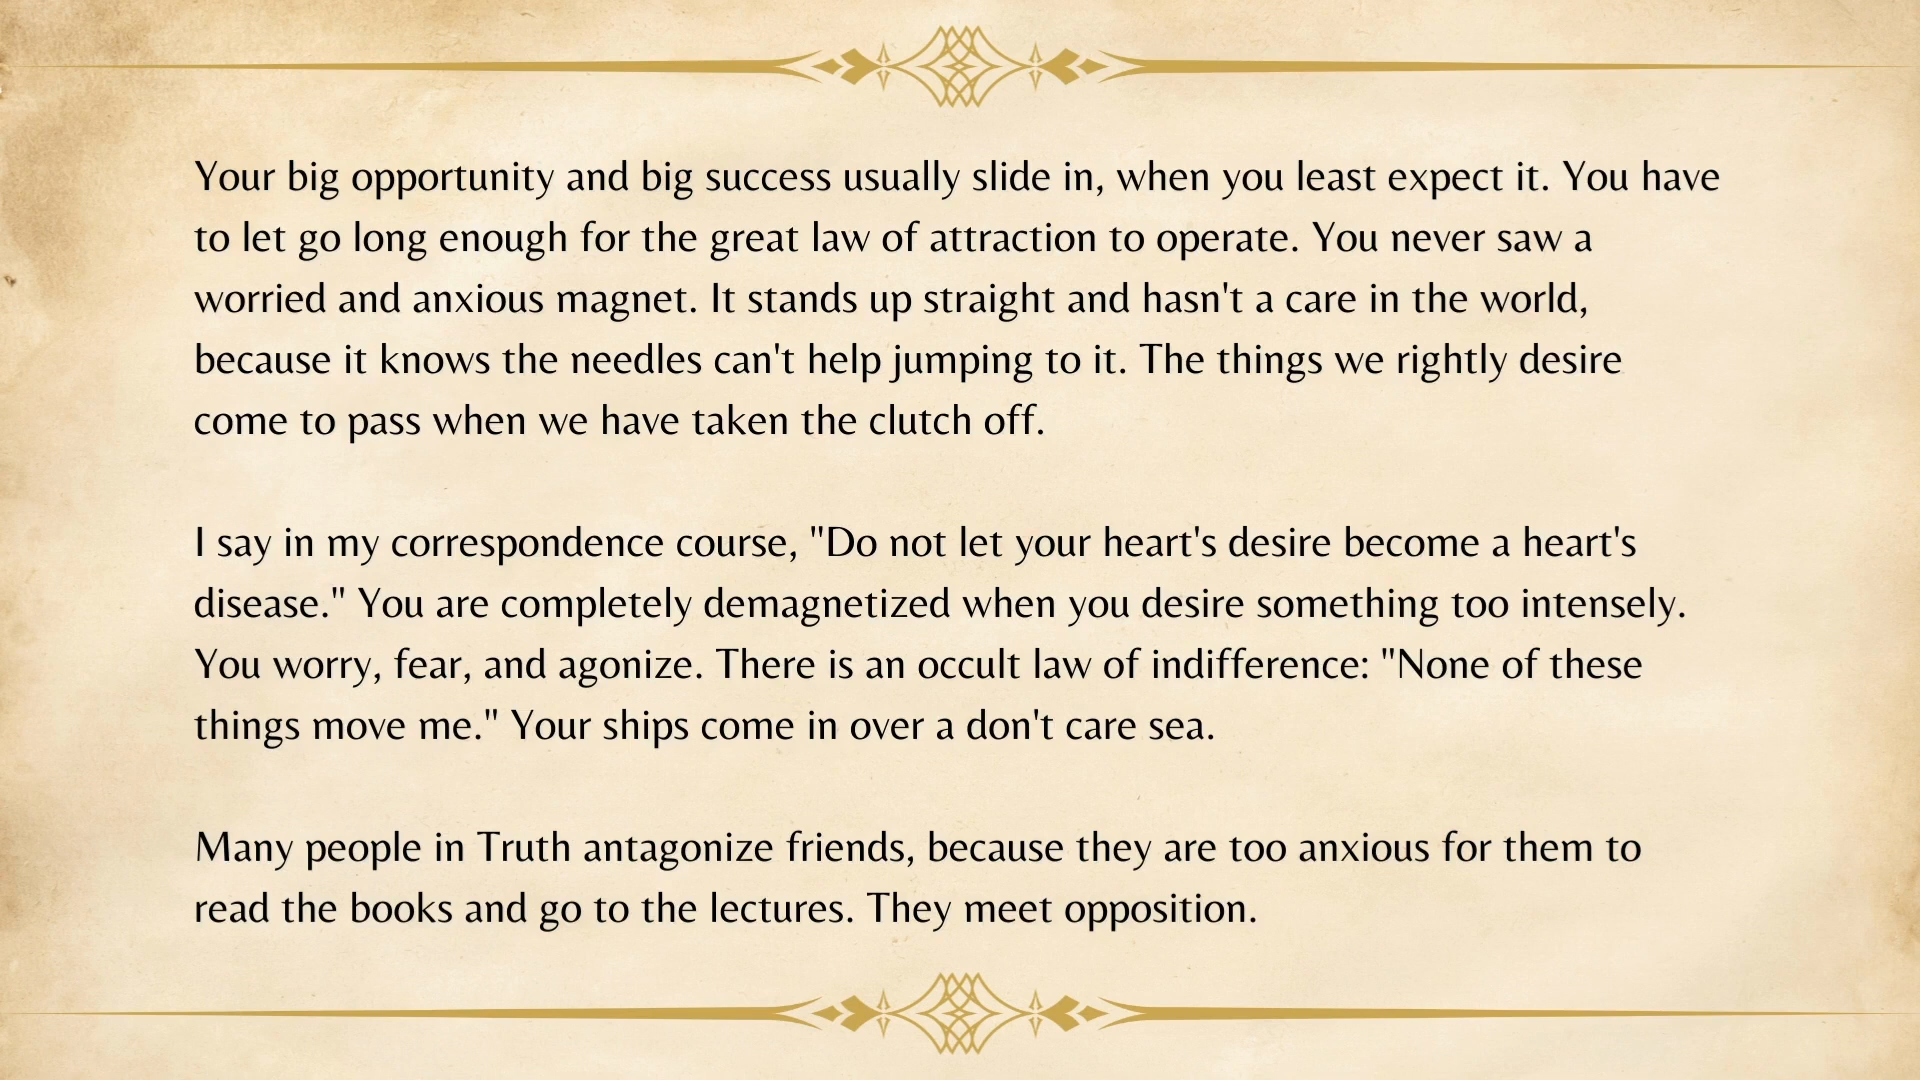 Your big opportunity and big success usually slide in, when you least expect it. You have
to let go long enough for the great law of attraction to operate. You never saw a
worried and anxious magnet. It stands up straight and hasn't a care in the world,
because it knows the needles can't help jumping to it. The things we rightly desire
come to pass when we have taken the clutch off.
I say in my correspondence course, "Do not let your heart's desire become a heart's
disease." You are completely demagnetized when you desire something too intensely.
You worry, fear, and agonize. There is an occult law of indifference: "None of these
things move me." Your ships come in over a don't care sea.
Many people in Truth antagonize friends, because they are too anxious for them to
read the books and go to the lectures. They meet opposition.